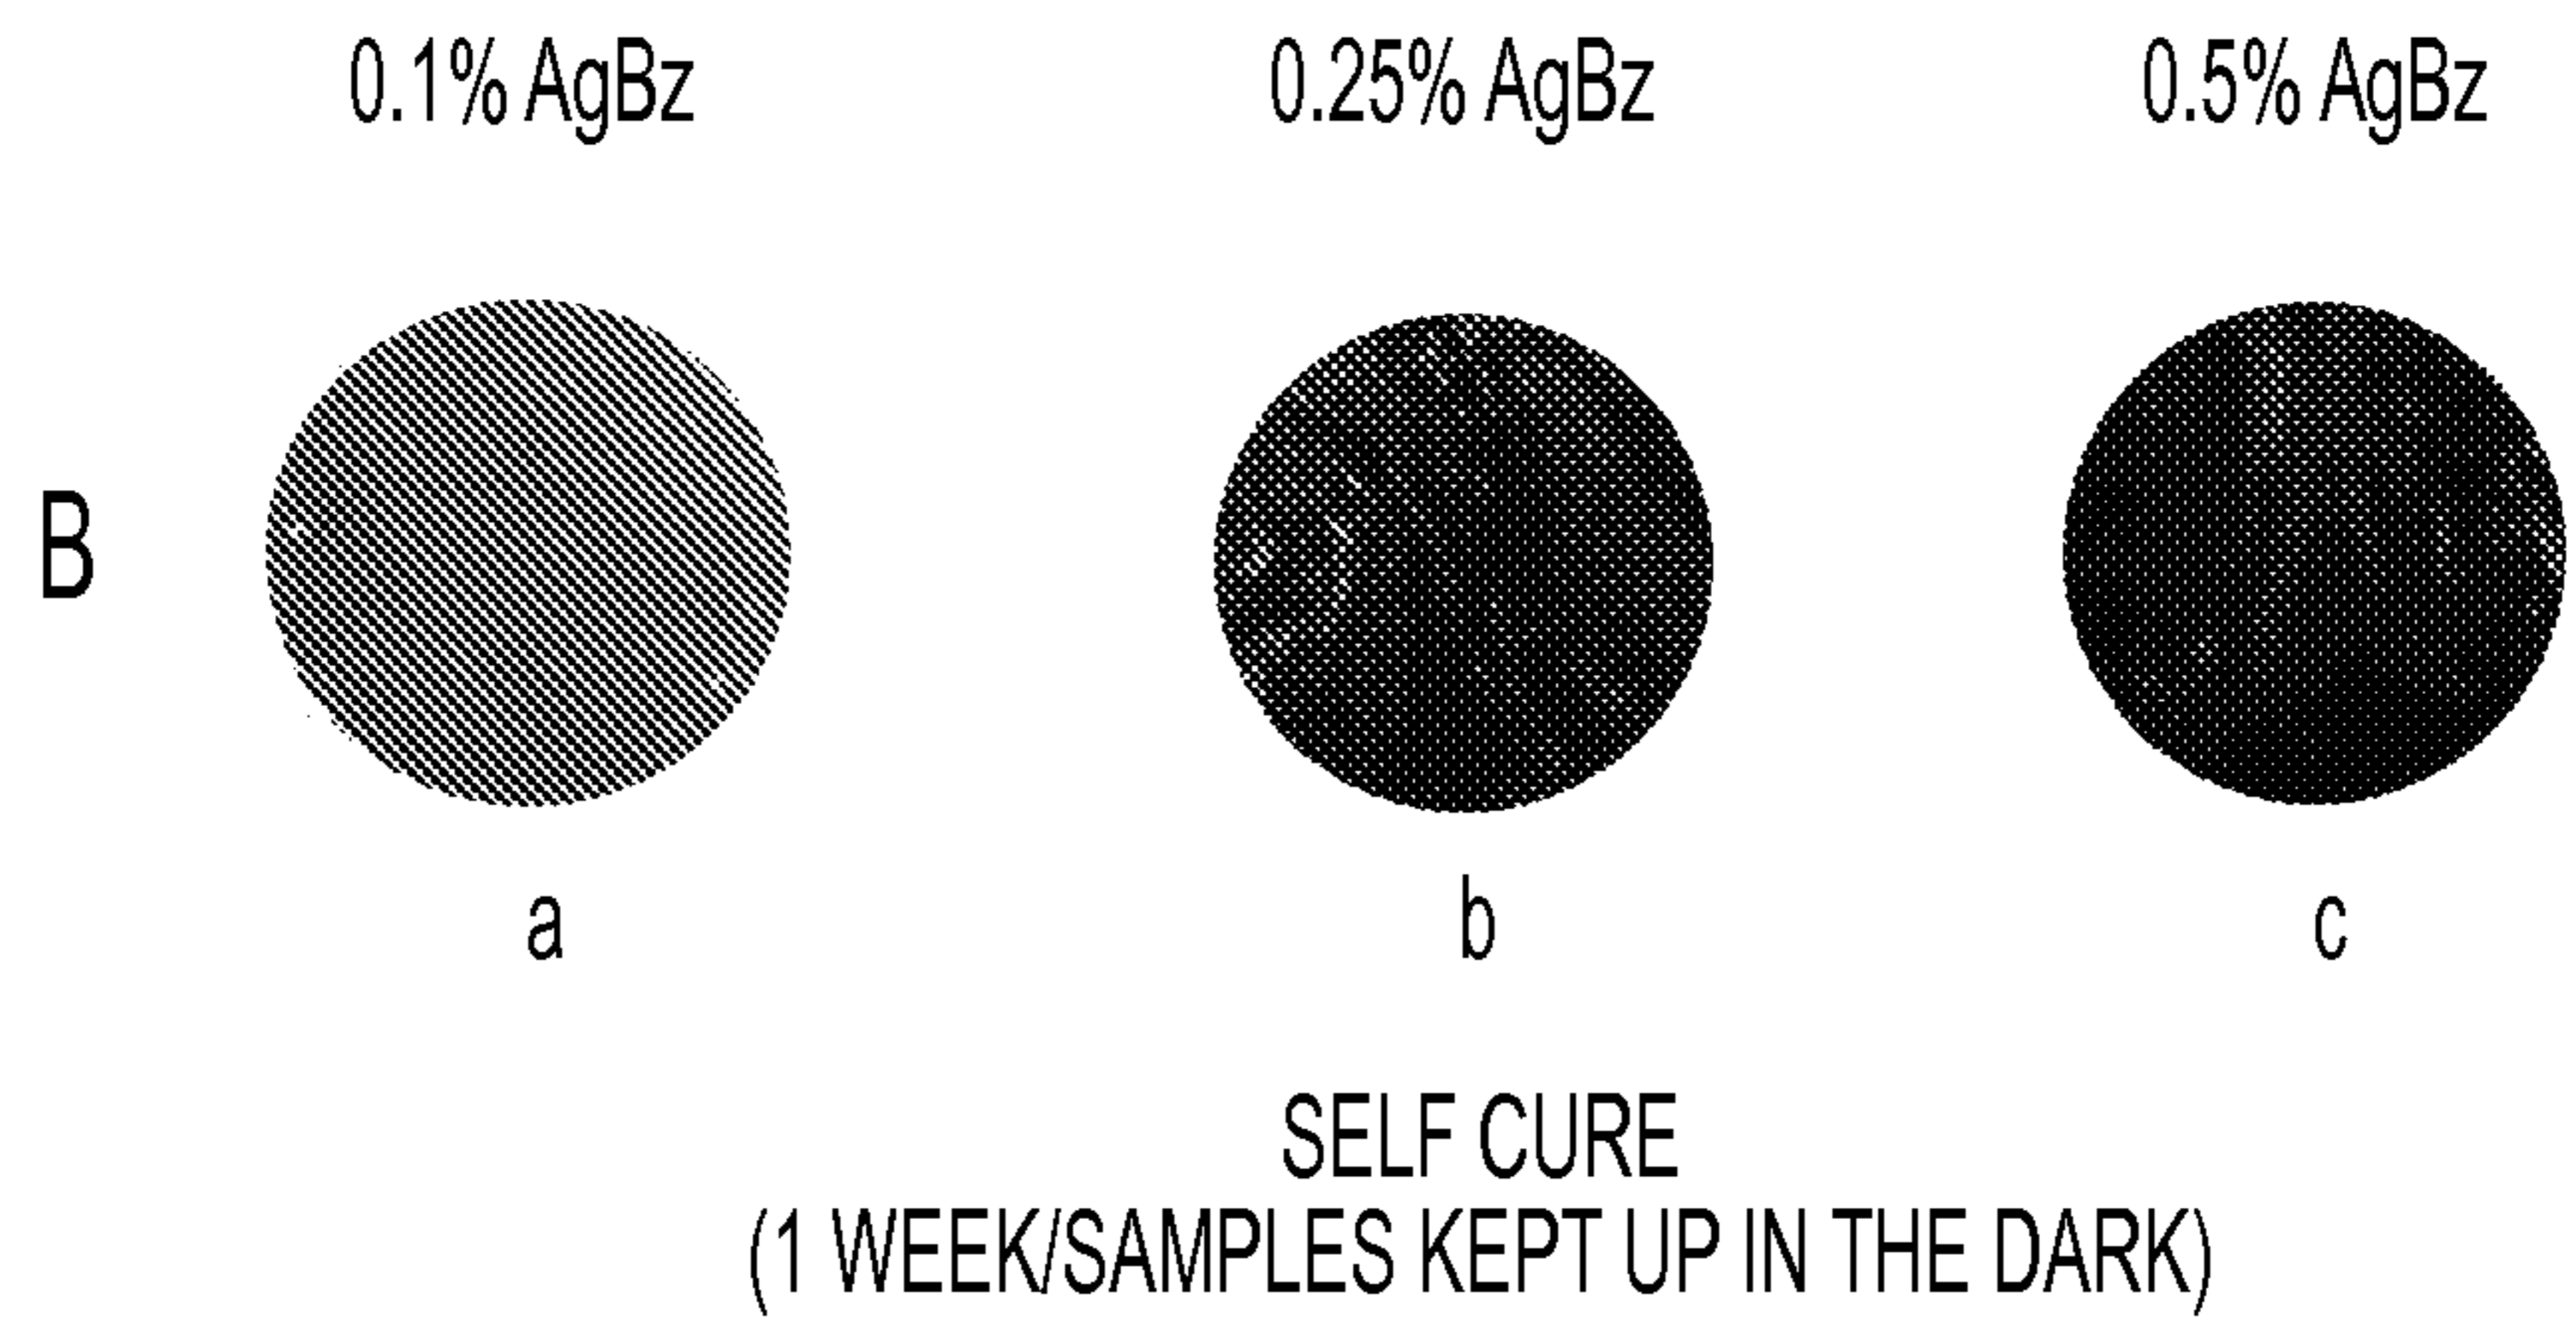 0.1% AgBz 0.25% AgBz 0.5% AgBz
B
a b c
SELF CURE
(1 WEEK/SAMPLES KEPT UP IN THE DARK)